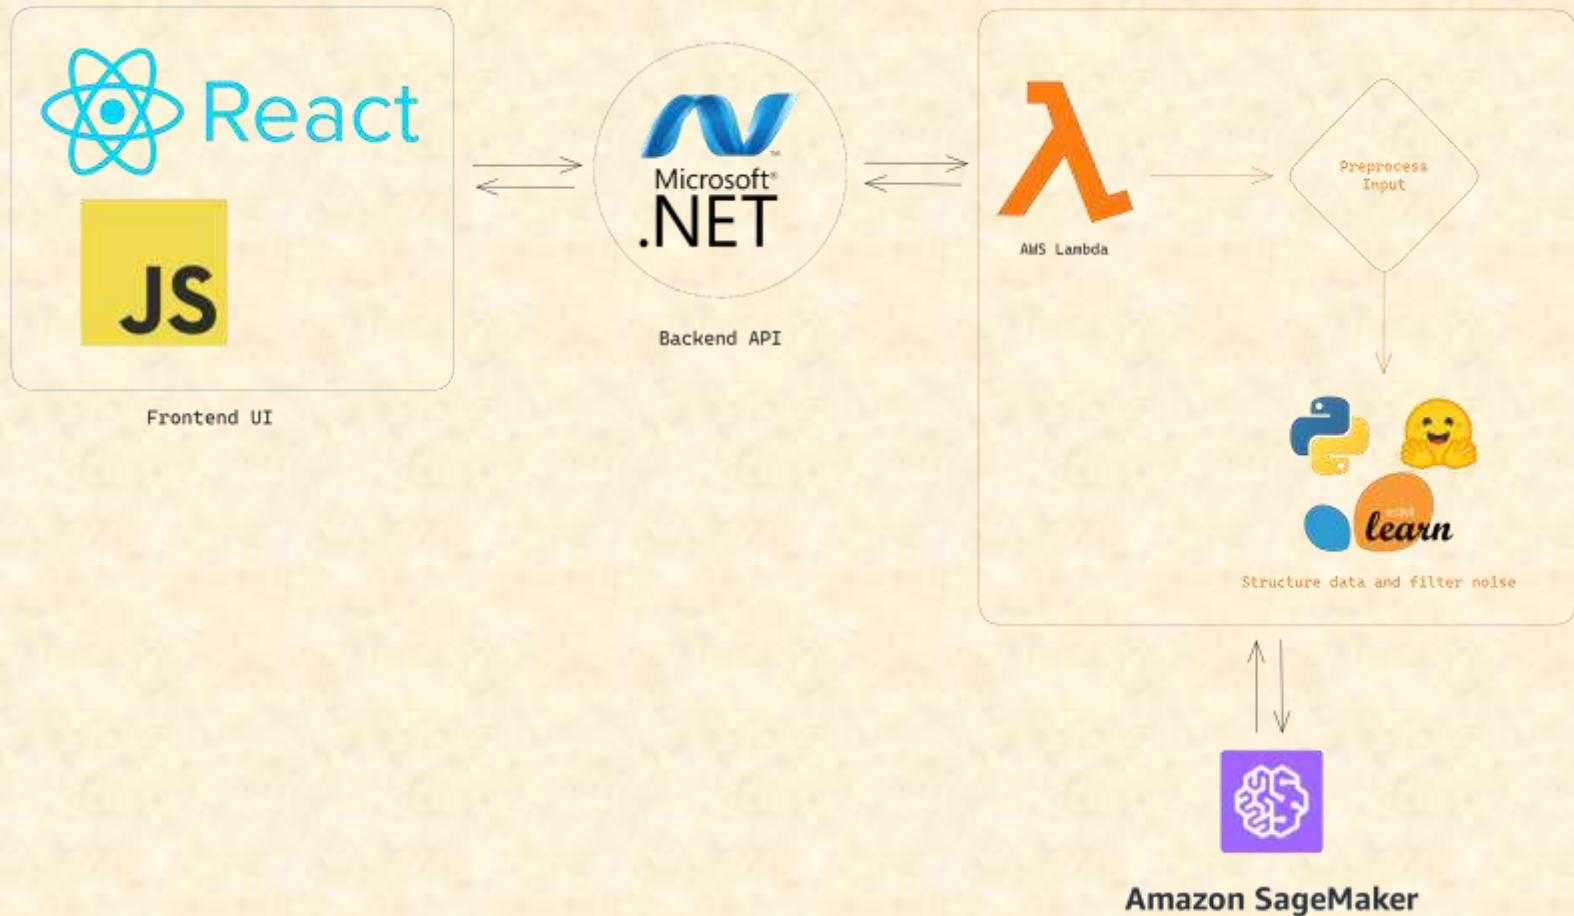 React
JS
Frontend UI
Microsoft®
.NET
Backend API
AWS Lambda
Preprocess
Input
learn
Structure data and filter noise
Amazon SageMaker